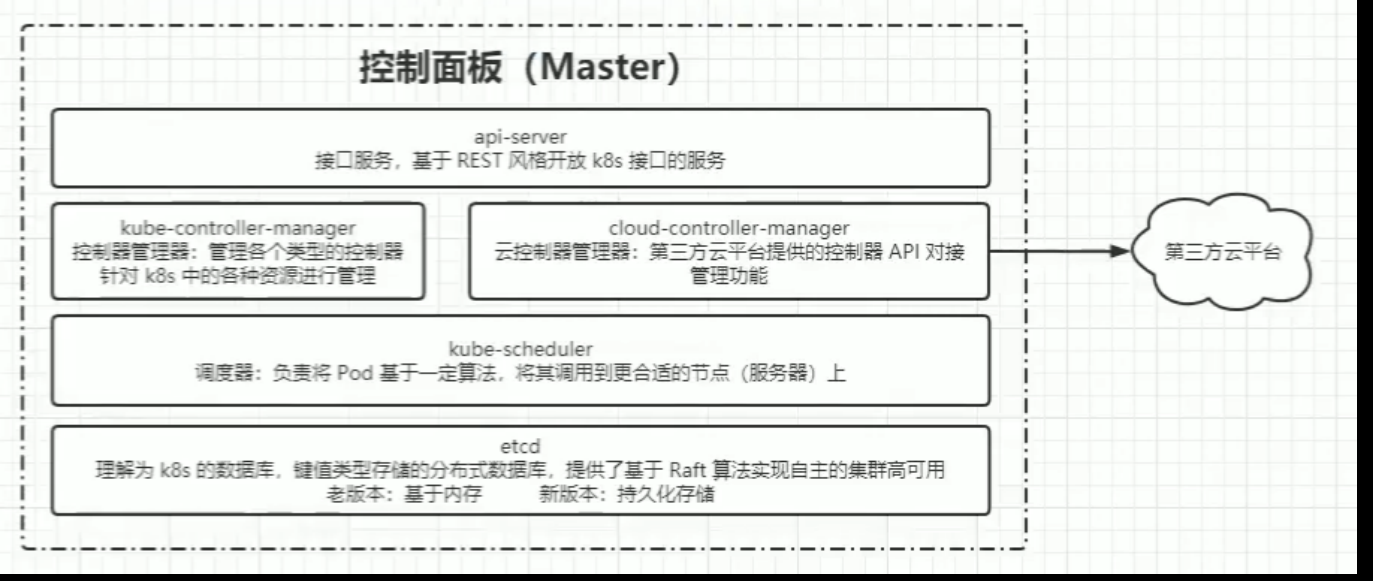 控制面板（Master）
api-server
接口服务，基于 REST 风格开放 k8s 接口的服务
kube-controller-manager
控制器管理器：管理各个类型的控制器
针对 k8s 中的各种资源进行管理
cloud-controller-manager
云控制器管理器：第三方云平台提供的控制器 API 对接
管理功能
第三方云平台
kube-scheduler
调度器：负责将 Pod 基于一定算法，将其调用到更合适的节点（服务器）上
etcd
理解为 k8s 的数据库，键值类型存储的分布式数据库，提供了基于 Raft 算法实现自主的集群高可用
老版本：基于内存 新版本：持久化存储